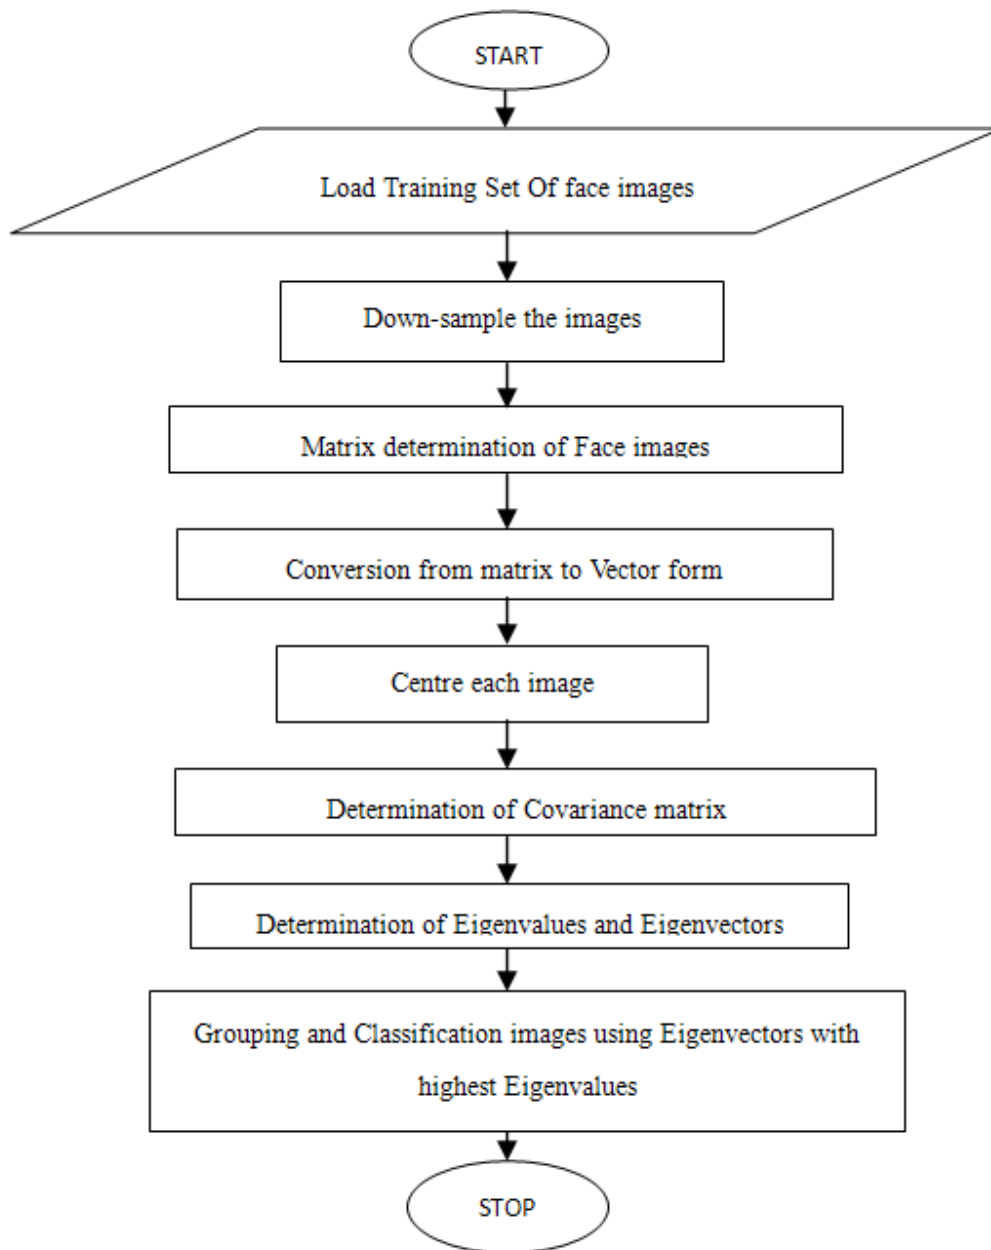 START
Load Training Set Of face images
Down-sample the images
Matrix determination of Face images
Conversion from matrix to Vector form
Centre each image
Determination of Covariance matrix
Determination of Eigenvalues and Eigenvectors
Grouping and Classification images using Eigenvectors with
highest Eigenvalues
STOP